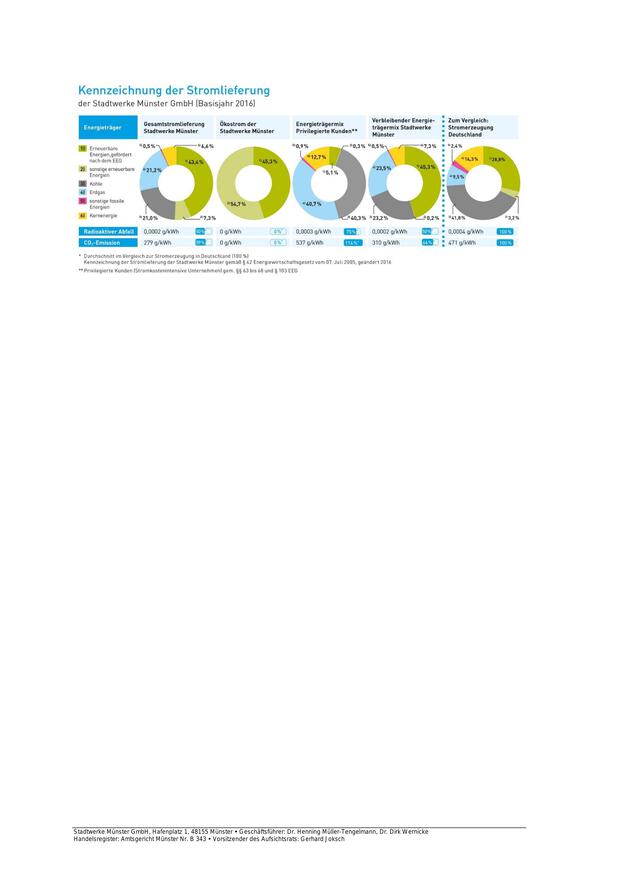 Kennzeichnung der Stromlieferung
der Stadtwerke Münster GmbH (Basisjahr 2016)
Energieträger
Gesamtstromlieferung
Stadtwerke Münster
Ökostrom der
Stadtwerke Münster
Energieträgermix
Privilegierte Kunden**
Verbleibender Energie-
trägermix Stadtwerke
Münster
Zum Vergleich:
Stromerzeugung
Deutschland
Erneuerbare
Energien, gefördert
nach dem EEG
sonstige erneuerbare
Energien
Kohle
Erdgas
sonstige fossile
Energien
Kernenergie
0,5% 6,6%
43,4%
21,2%
21,0% 7,3%
45,3%
54,7%
0,9% 0,3%
12,7%
5,1%
40,7%
40,3%
0,5% 7,3%
23,5%
45,3%
23,2% 0,2%
2,4%
14,3%
28,8%
9,5%
41,8% 3,2%
Radioaktiver Abfall 0,0002 g/kWh 0 g/kWh 0% 0,0003 g/kWh 75% 0,0002 g/kWh 0,0004 g/kWh 100%
CO₂-Emission 279 g/kWh 0 g/kWh 0% 537 g/kWh 114% 310 g/kWh 471 g/kWh 100%
* Durchschnitt im Vergleich zur Stromerzeugung in Deutschland (100 %)
Kennzeichnung der Stromlieferung der Stadtwerke Münster gemäß § 42 Energiewirtschaftsgesetz vom 07. Juli 2005, geändert 2016
** Privilegierte Kunden (Stromkostenintensive Unternehmen) gem. §§ 63 bis 68 und § 103 EEG
Stadtwerke Münster GmbH, Hafenplatz 1, 48155 Münster • Geschäftsführer: Dr. Henning Müller-Tengelmann, Dr. Dirk Wernicke
Handelsregister: Amtsgericht Münster Nr. B 343 • Vorsitzender des Aufsichtsrats: Gerhard Joksch